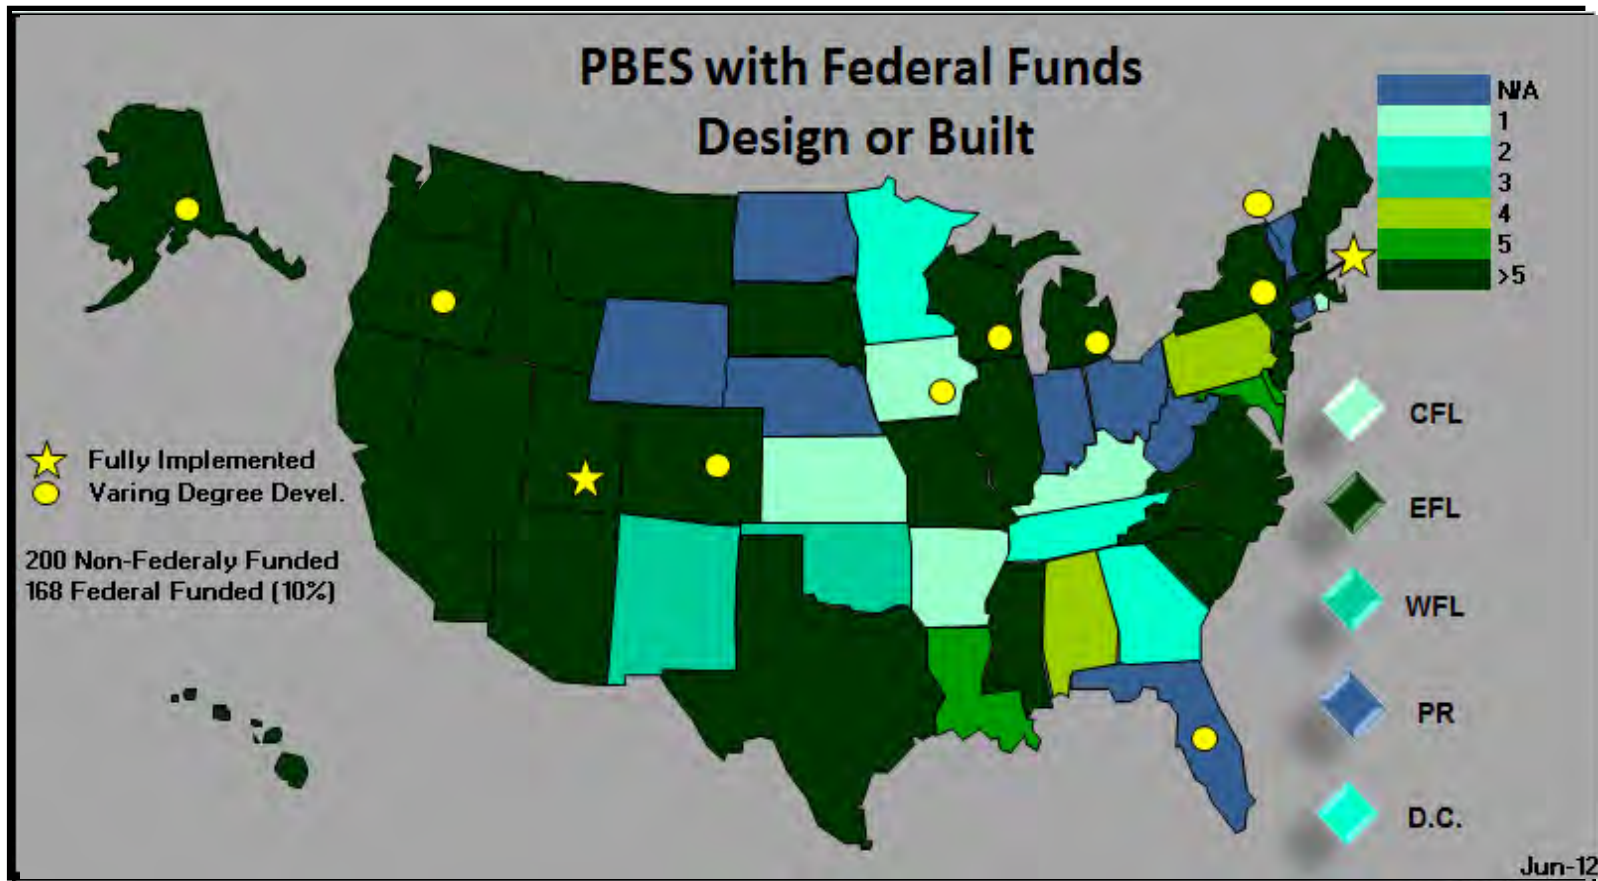 PBES with Federal Funds
Design or Built
N/A
1
2
3
4
5
>5
Fully Implemented
Varing Degree Devel.
200 Non-Federaly Funded
168 Federal Funded (10%)
CFL
EFL
WFL
PR
D.C.
Jun-12